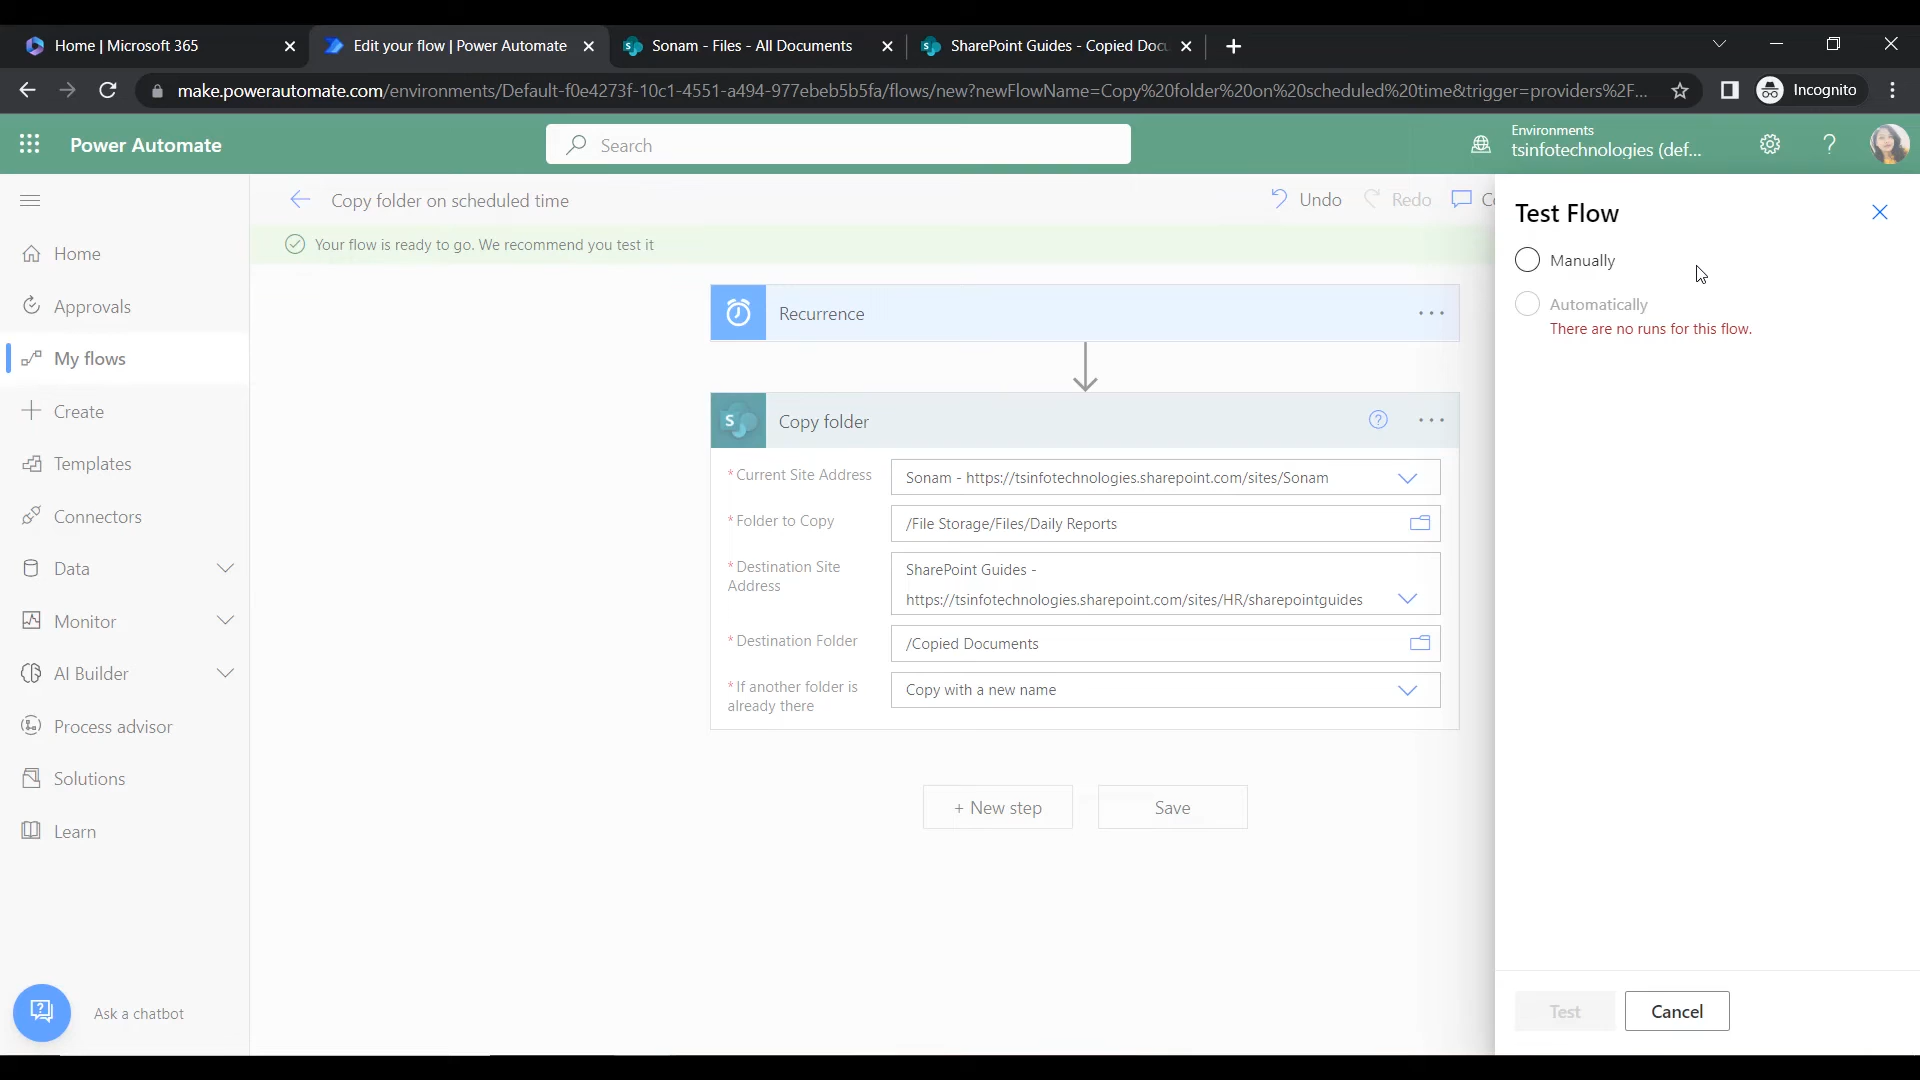 Home | Microsoft 365
Edit your flow | Power Automate
Sonam - Files - All Documents
SharePoint Guides - Copied Docu
make.powerautomate.com/environments/Default-f0e4273f-10c1-4551-a494-977ebeb5b5fa/flows/new?newFlowName=Copy%20folder%20on%20scheduled%20time&trigger=providers%2F...
Incognito
Power Automate
Search
Environments
tsinfotechnologies (def...
Copy folder on scheduled time
Undo
Redo
Your flow is ready to go. We recommend you test it
Home
Approvals
My flows
Create
Templates
Connectors
Data
Monitor
AI Builder
Process advisor
Solutions
Learn
Ask a chatbot
Recurrence
Copy folder
*Current Site Address
Sonam - https://tsinfotechnologies.sharepoint.com/sites/Sonam
*Folder to Copy
/File Storage/Files/Daily Reports
*Destination Site
Address
SharePoint Guides -
https://tsinfotechnologies.sharepoint.com/sites/HR/sharepointguides
*Destination Folder
/Copied Documents
*If another folder is
already there
Copy with a new name
+ New step
Save
Test Flow
Manually
Automatically
There are no runs for this flow.
Test
Cancel